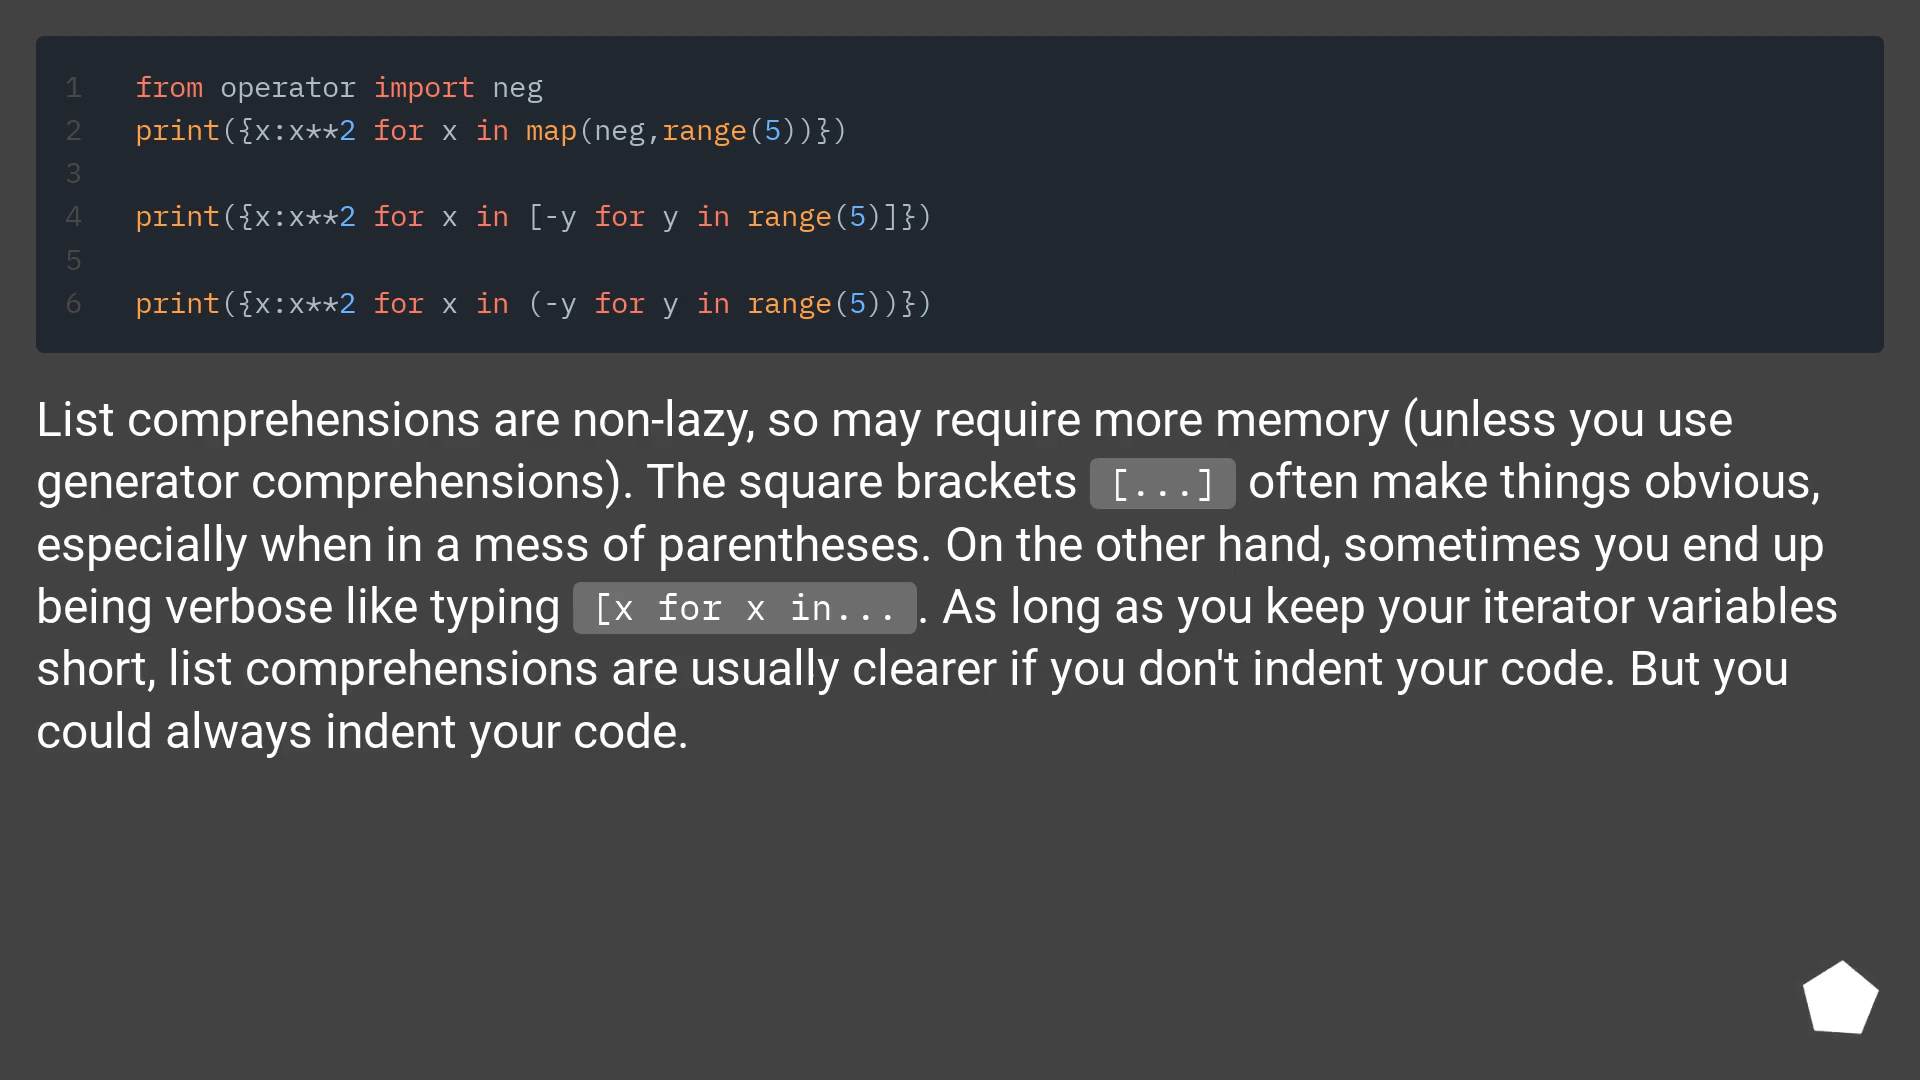 1 from operator import neg
2 print({x:x**2 for x in map(neg,range(5))})
3
4 print({x:x**2 for x in [-y for y in range(5)]})
5
6 print({x:x**2 for x in (-y for y in range(5))})
List comprehensions are non-lazy, so may require more memory (unless you use
generator comprehensions). The square brackets [...] often make things obvious,
especially when in a mess of parentheses. On the other hand, sometimes you end up
being verbose like typing [x for x in... . As long as you keep your iterator variables
short, list comprehensions are usually clearer if you don't indent your code. But you
could always indent your code.